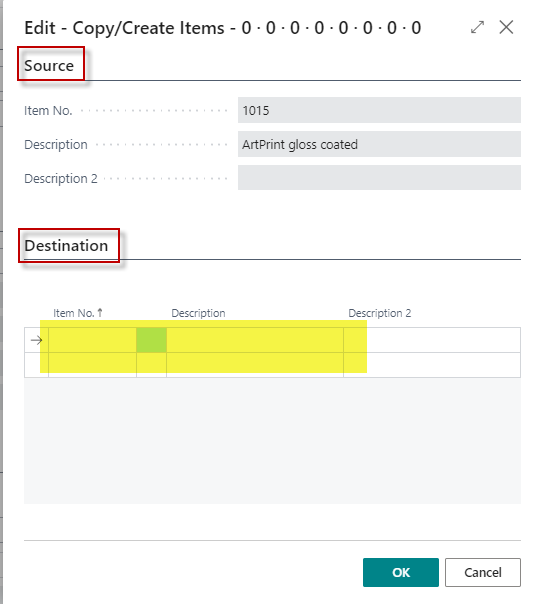 Edit - Copy/Create Items - 0 · 0 · 0 · 0 · 0 · 0 · 0 · 0
Source
Item No. 1015
Description ArtPrint gloss coated
Description 2
Destination
Item No. ↑ Description Description 2
OK Cancel